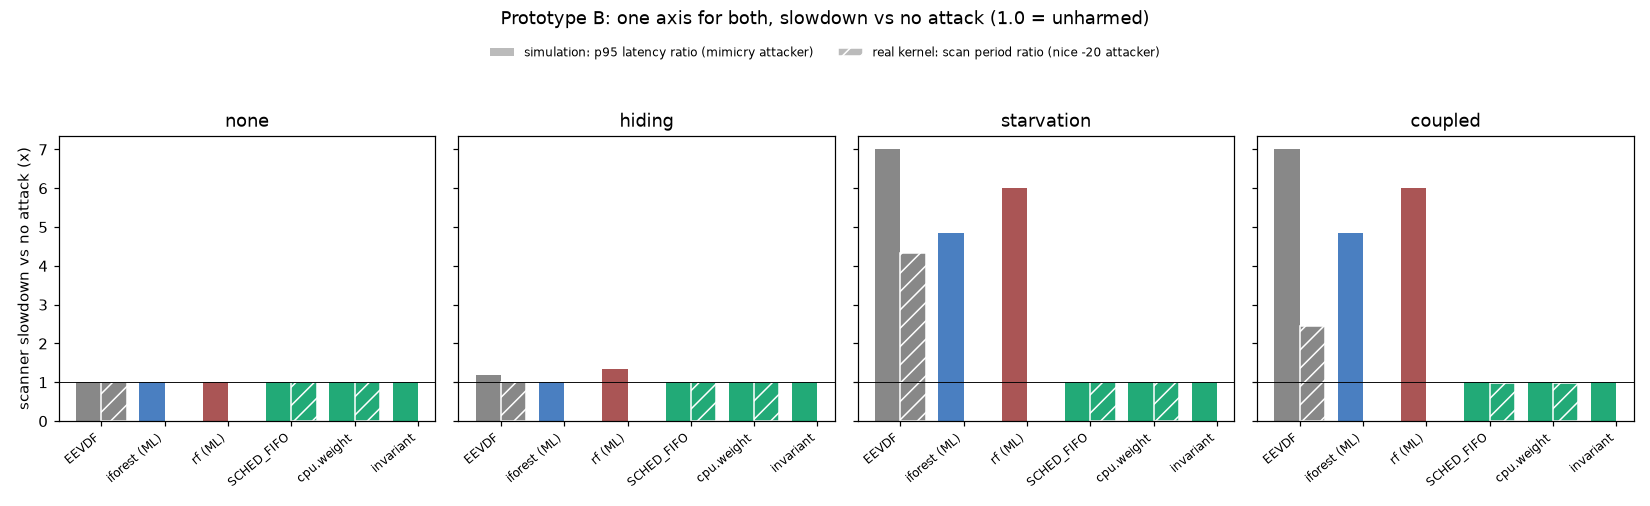 Prototype B: one axis for both, slowdown vs no attack (1.0 = unharmed)
simulation: p95 latency ratio (mimicry attacker)
real kernel: scan period ratio (nice -20 attacker)
none
hiding
starvation
coupled
scanner slowdown vs no attack (x)
7
6
5
4
3
2
1
0
EEVDF
iforest (ML)
rf (ML)
SCHED_FIFO
cpu.weight
invariant
EEVDF
iforest (ML)
rf (ML)
SCHED_FIFO
cpu.weight
invariant
EEVDF
iforest (ML)
rf (ML)
SCHED_FIFO
cpu.weight
invariant
EEVDF
iforest (ML)
rf (ML)
SCHED_FIFO
cpu.weight
invariant